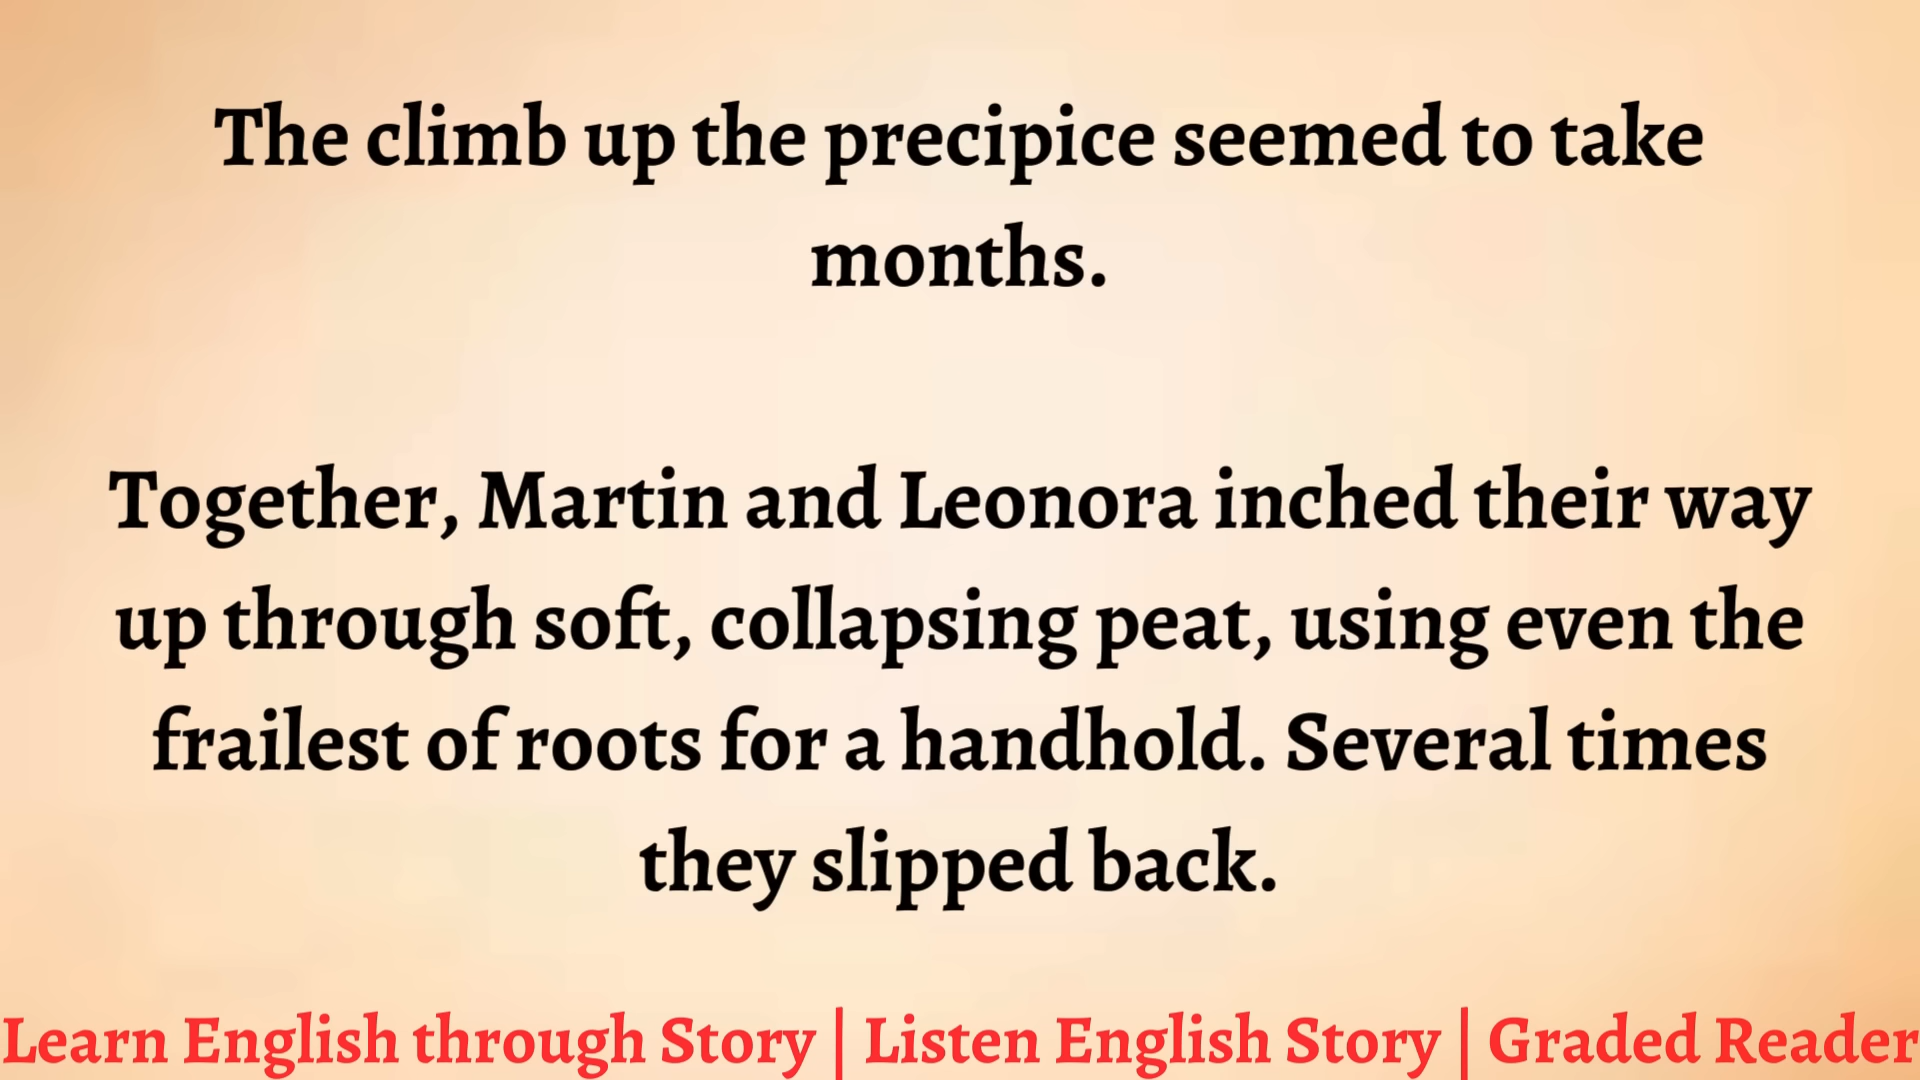 The climb up the precipice seemed to take
months.
Together, Martin and Leonora inched their way
up through soft, collapsing peat, using even the
frailest of roots for a handhold. Several times
they slipped back.
Learn English through Story | Listen English Story | Graded Reader